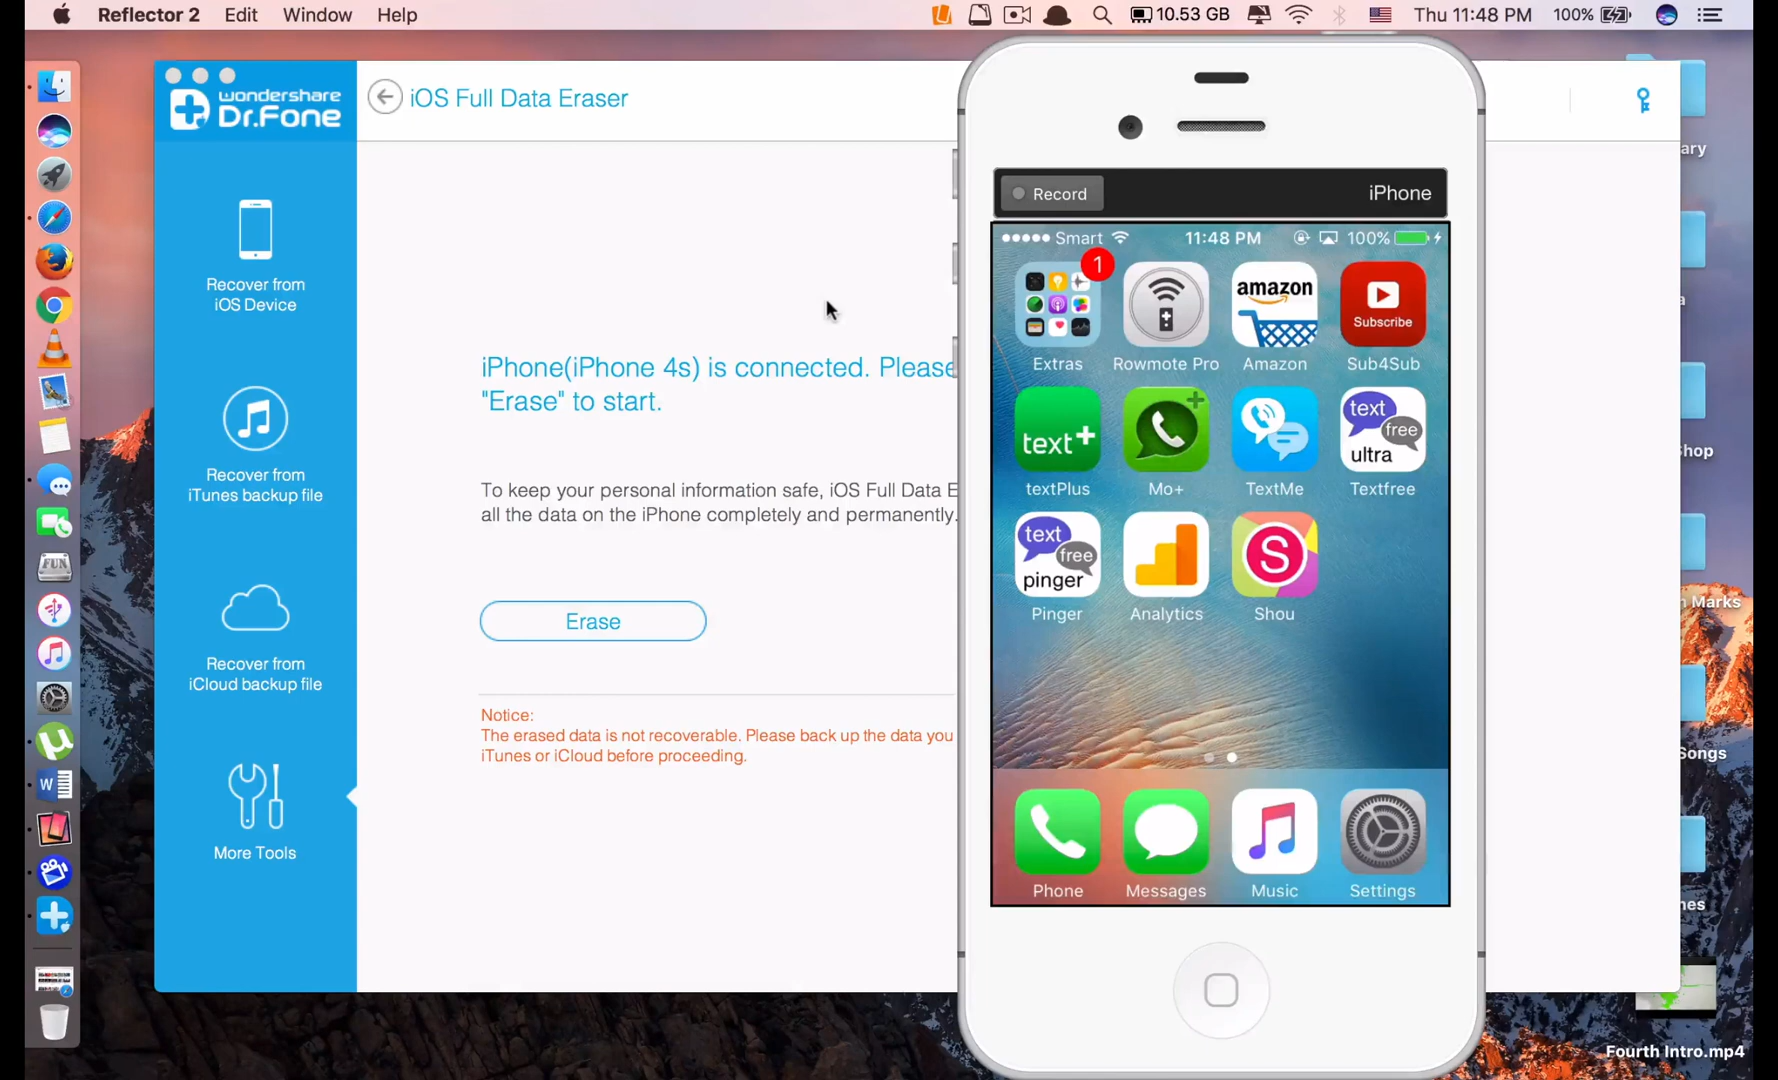 Reflector 2 Edit Window Help 10.53 GB Thu 11:48 PM 100%
wondershare
Dr.Fone
iOS Full Data Eraser
Recover from
iOS Device
Recover from
iTunes backup file
Recover from
iCloud backup file
More Tools
iPhone(iPhone 4s) is connected. Please
"Erase" to start.
To keep your personal information safe, iOS Full Data E
all the data on the iPhone completely and permanently.
Erase
Notice:
The erased data is not recoverable. Please back up the data you
iTunes or iCloud before proceeding.
Record iPhone
Smart 11:48 PM 100%
1
amazon
Subscribe
Extras Rowmote Pro Amazon Sub4Sub
text+
text
free
ultra
textPlus Mo+ TextMe Textfree
text
free
pinger
S
Pinger Analytics Shou
Phone Messages Music Settings
FUN
W
ary
a
hop
n Marks
Songs
nes
Fourth Intro.mp4